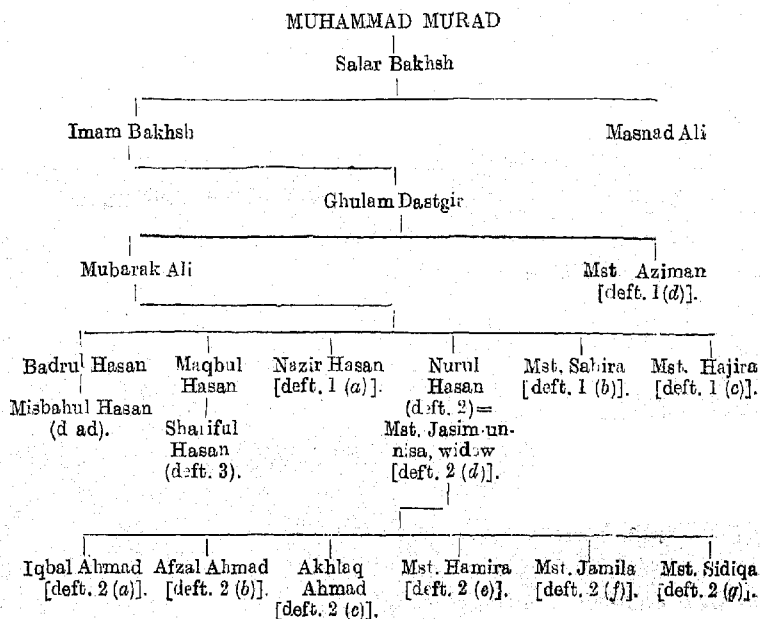 MUHAMMAD MURAD
Salar Bakhsh
Imam Bakhsh Masnad Ali
Ghulam Dastgir
Mubarak Ali Mst Aziman
[deft. 1 (d)].
Badrul Hasan Maqbul Nazir Hasan Nurul Mst. Sahira Mst. Hajira
Hasan [deft. 1 (a)]. Hasan [deft. 1 (b)]. [deft. 1 (c)].
Misbahul Hasan (deft. 2)=
(d ad). Shariful Mst. Jasim-un-
Hasan nisa, widow
(deft. 3). [deft. 2 (d)].
Iqbal Ahmad Afzal Ahmad Akhlaq Mst. Hamira Mst. Jamila Mst. Sidiqa
[deft. 2 (a)]. [deft. 2 (b)]. Ahmad [deft. 2 (e)]. [deft. 2 (f)]. [deft. 2 (g)].
[deft. 2 (c)].